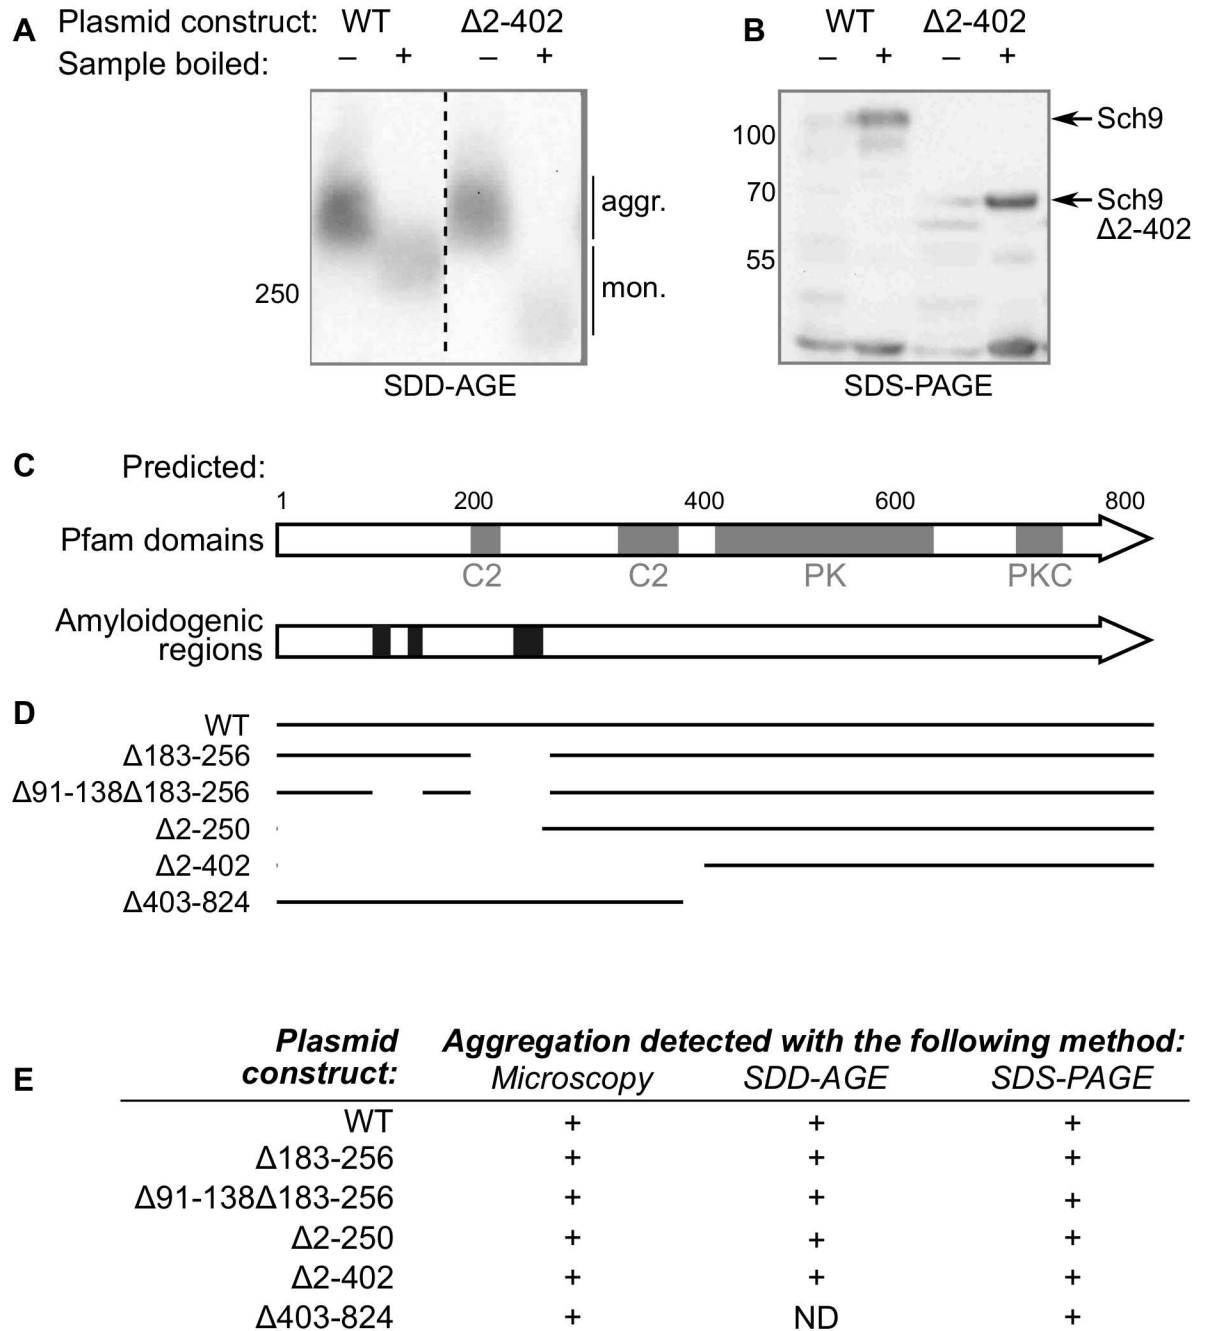 A Plasmid construct: WT Δ2-402
Sample boiled: – + – +
aggr.
250 mon.
SDD-AGE
B WT Δ2-402
– + – +
100 Sch9
70 Sch9
Δ2-402
55
SDS-PAGE
C Predicted:
1 200 400 600 800
Pfam domains
C2 C2 PK PKC
Amyloidogenic
regions
D WT
Δ183-256
Δ91-138Δ183-256
Δ2-250
Δ2-402
Δ403-824
E Plasmid
construct:
Aggregation detected with the following method:
Microscopy SDD-AGE SDS-PAGE
WT + + +
Δ183-256 + + +
Δ91-138Δ183-256 + + +
Δ2-250 + + +
Δ2-402 + + +
Δ403-824 + ND +